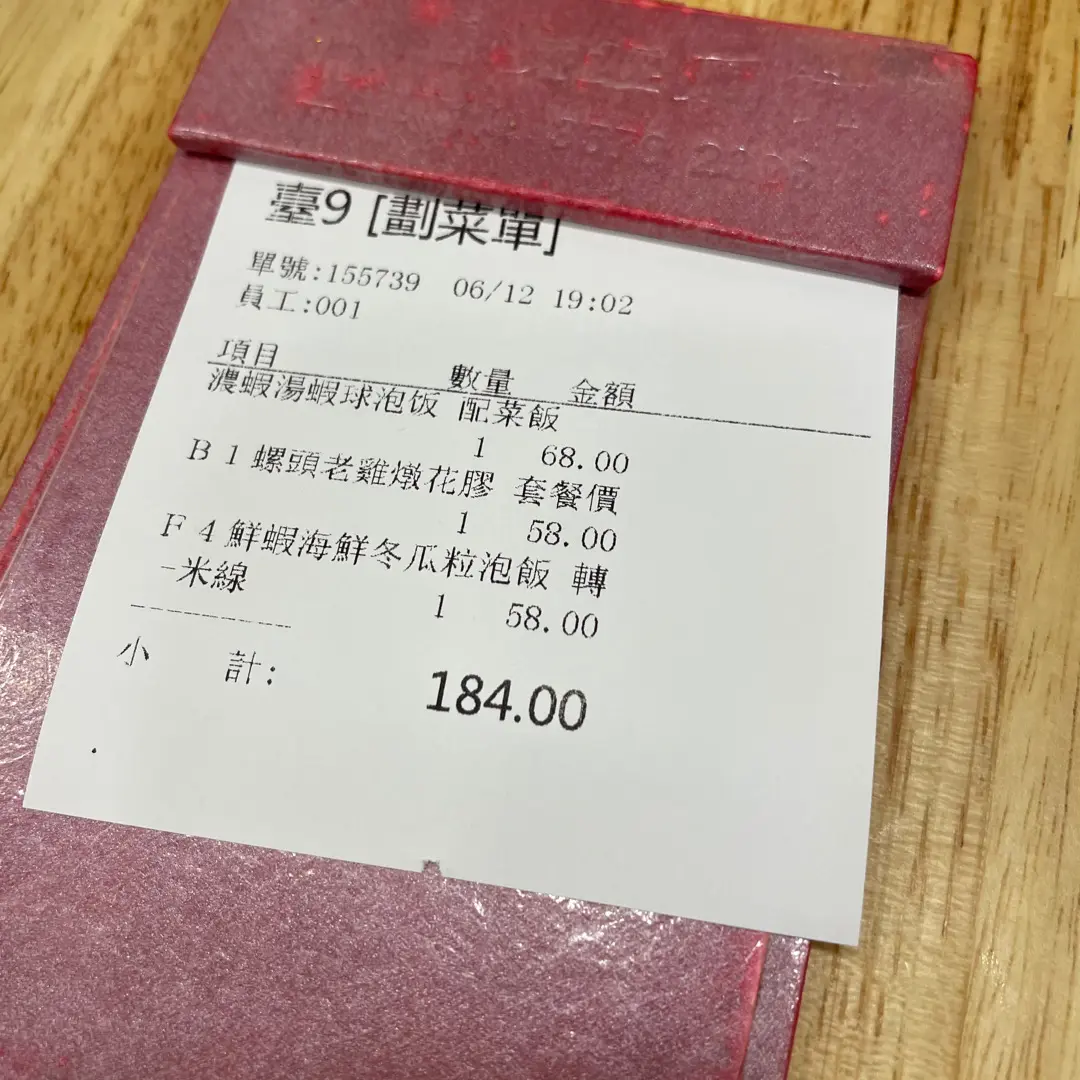 臺9 [劃菜單]
單號:155739 06/12 19:02
員工:001
項目 數量 金額
濃蝦湯蝦球泡饭 配菜飯
1 68.00
B 1 螺頭老雞燉花膠 套餐價
1 58.00
F 4 鮮蝦海鮮冬瓜粒泡飯 轉
-米線
1 58.00
小 計:
184.00